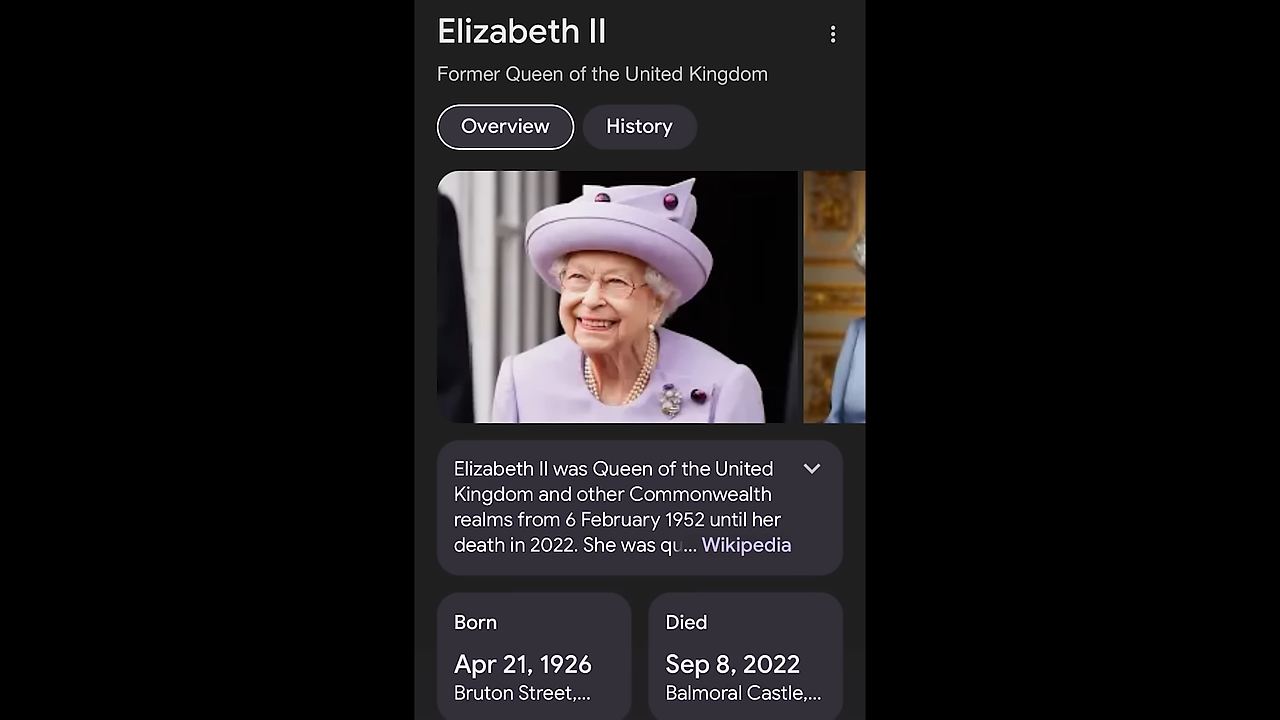 Elizabeth II
Former Queen of the United Kingdom
Overview
History
Elizabeth II was Queen of the United
Kingdom and other Commonwealth
realms from 6 February 1952 until her
death in 2022. She was qu... Wikipedia
Born
Apr 21, 1926
Bruton Street,...
Died
Sep 8, 2022
Balmoral Castle,...